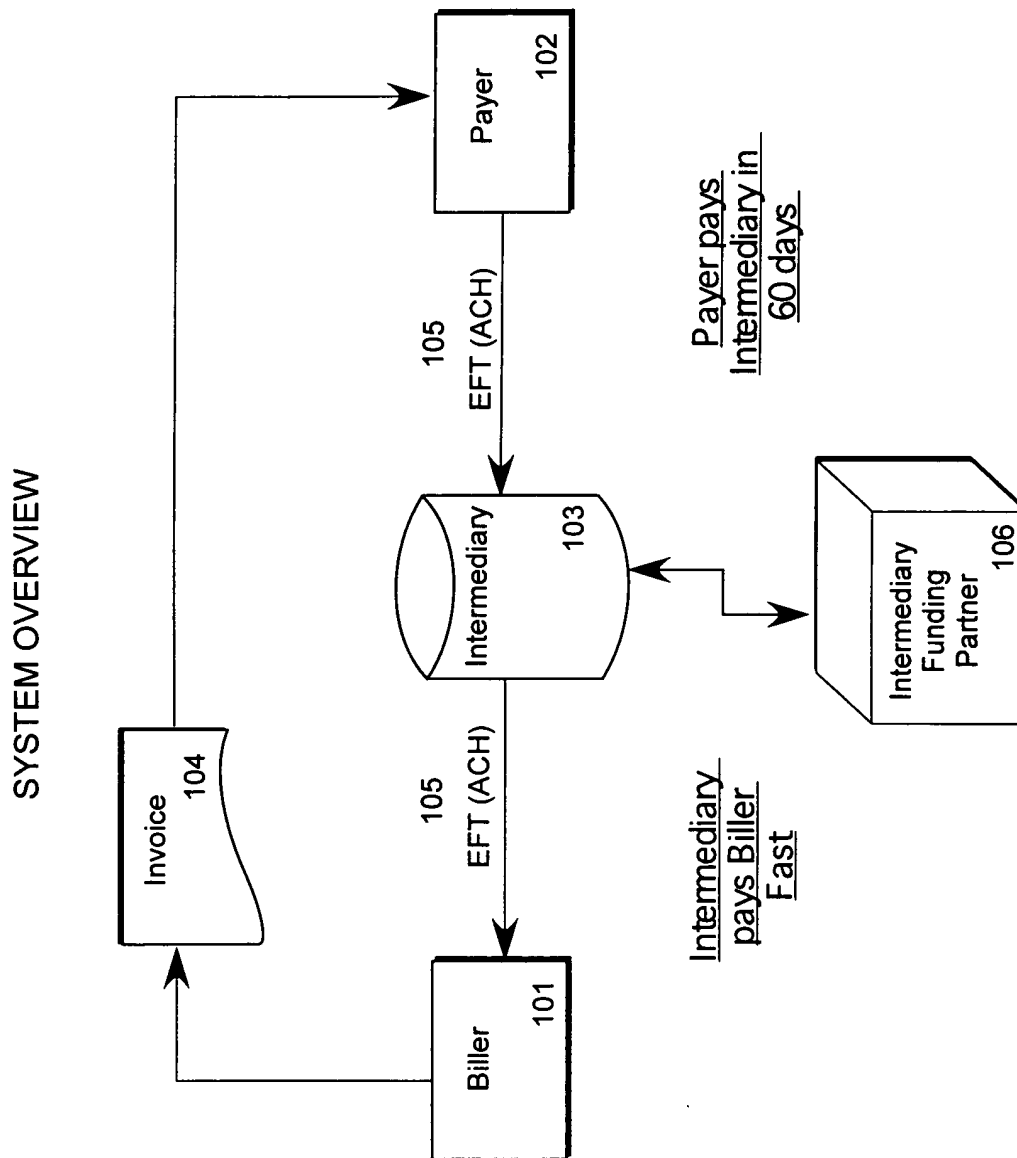 SYSTEM OVERVIEW
Invoice
104
Biller
101
105
EFT (ACH)
Intermediary
103
105
EFT (ACH)
Payer
102
Intermediary
pays Biller
Fast
Intermediary
Funding
Partner
106
Payer pays
Intermediary in
60 days